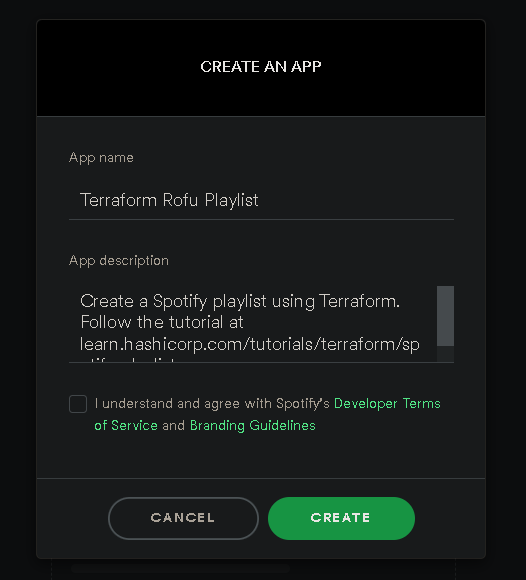 CREATE AN APP
App name
Terraform Rofu Playlist
App description
Create a Spotify playlist using Terraform.
Follow the tutorial at
learn.hashicorp.com/tutorials/terraform/sp
I understand and agree with Spotify's Developer Terms
of Service and Branding Guidelines
CANCEL
CREATE